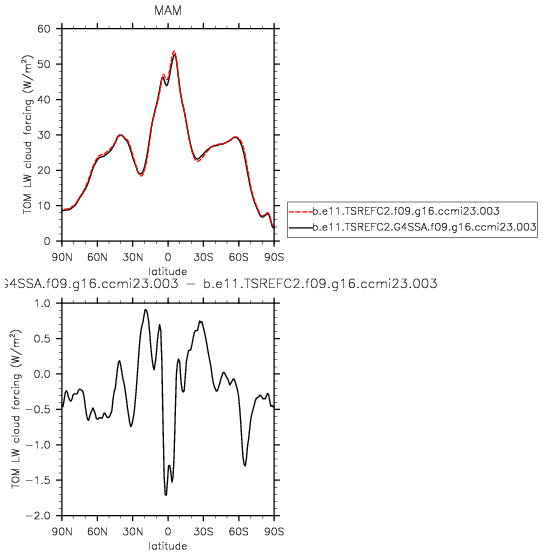 MAM
TOM LW cloud forcing (W/m²)
60
50
40
30
20
10
0
90N 60N 30N 0 30S 60S 90S
latitude
b.e11.TSREFC2.f09.g16.ccmi23.003
b.e11.TSREFC2.G4SSA.f09.g16.ccmi23.003
G4SSA.f09.g16.ccmi23.003 − b.e11.TSREFC2.f09.g16.ccmi23.003
TOM LW cloud forcing (W/m²)
1.0
0.5
0.0
−0.5
−1.0
−1.5
−2.0
90N 60N 30N 0 30S 60S 90S
latitude